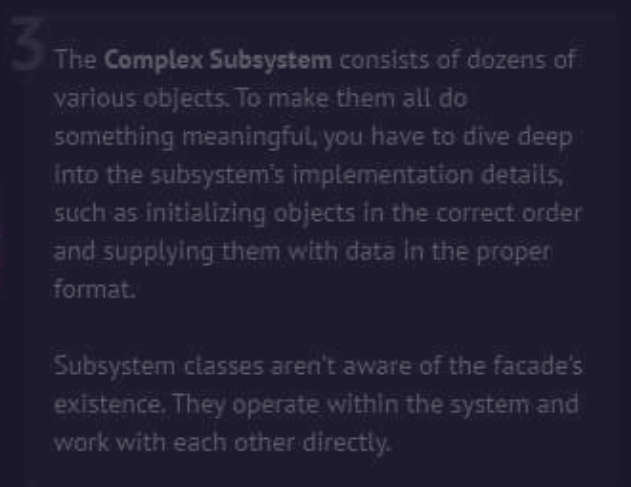 3
The Complex Subsystem consists of dozens of
various objects. To make them all do
something meaningful, you have to dive deep
into the subsystem's implementation details,
such as initializing objects in the correct order
and supplying them with data in the proper
format.
Subsystem classes aren't aware of the facade's
existence. They operate within the system and
work with each other directly.